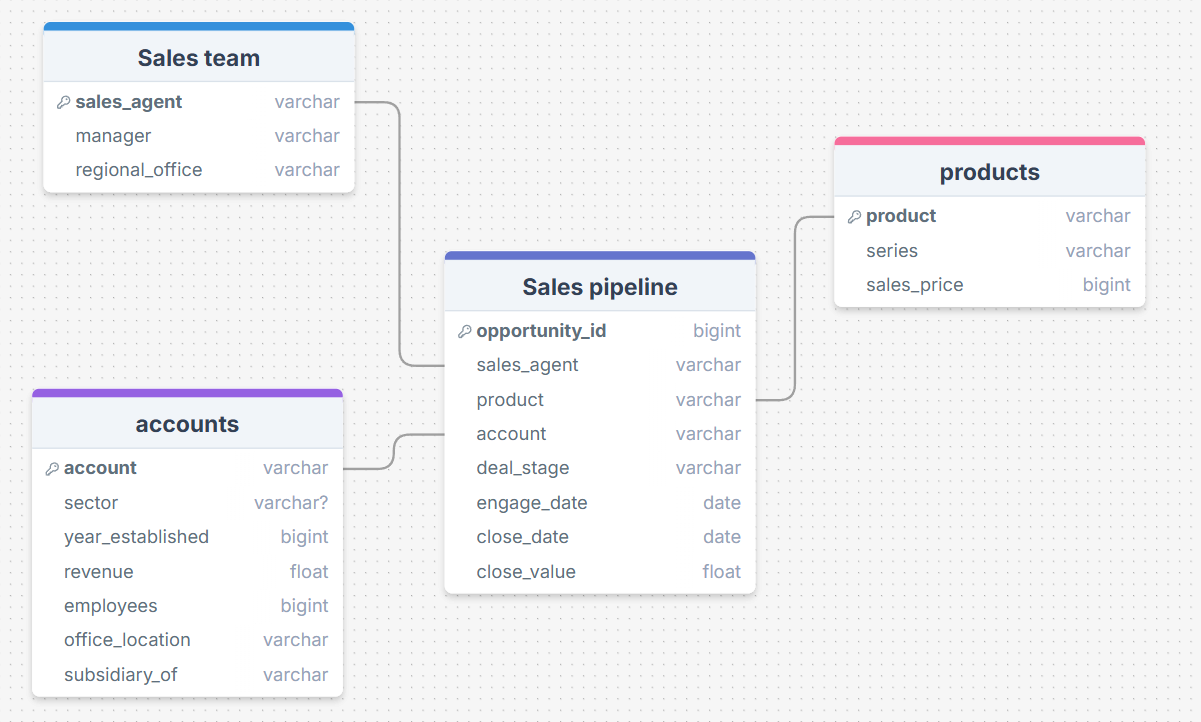 Sales team
sales_agent varchar
manager varchar
regional_office varchar
products
product varchar
series varchar
sales_price bigint
Sales pipeline
opportunity_id bigint
sales_agent varchar
product varchar
account varchar
deal_stage varchar
engage_date date
close_date date
close_value float
accounts
account varchar
sector varchar?
year_established bigint
revenue float
employees bigint
office_location varchar
subsidiary_of varchar